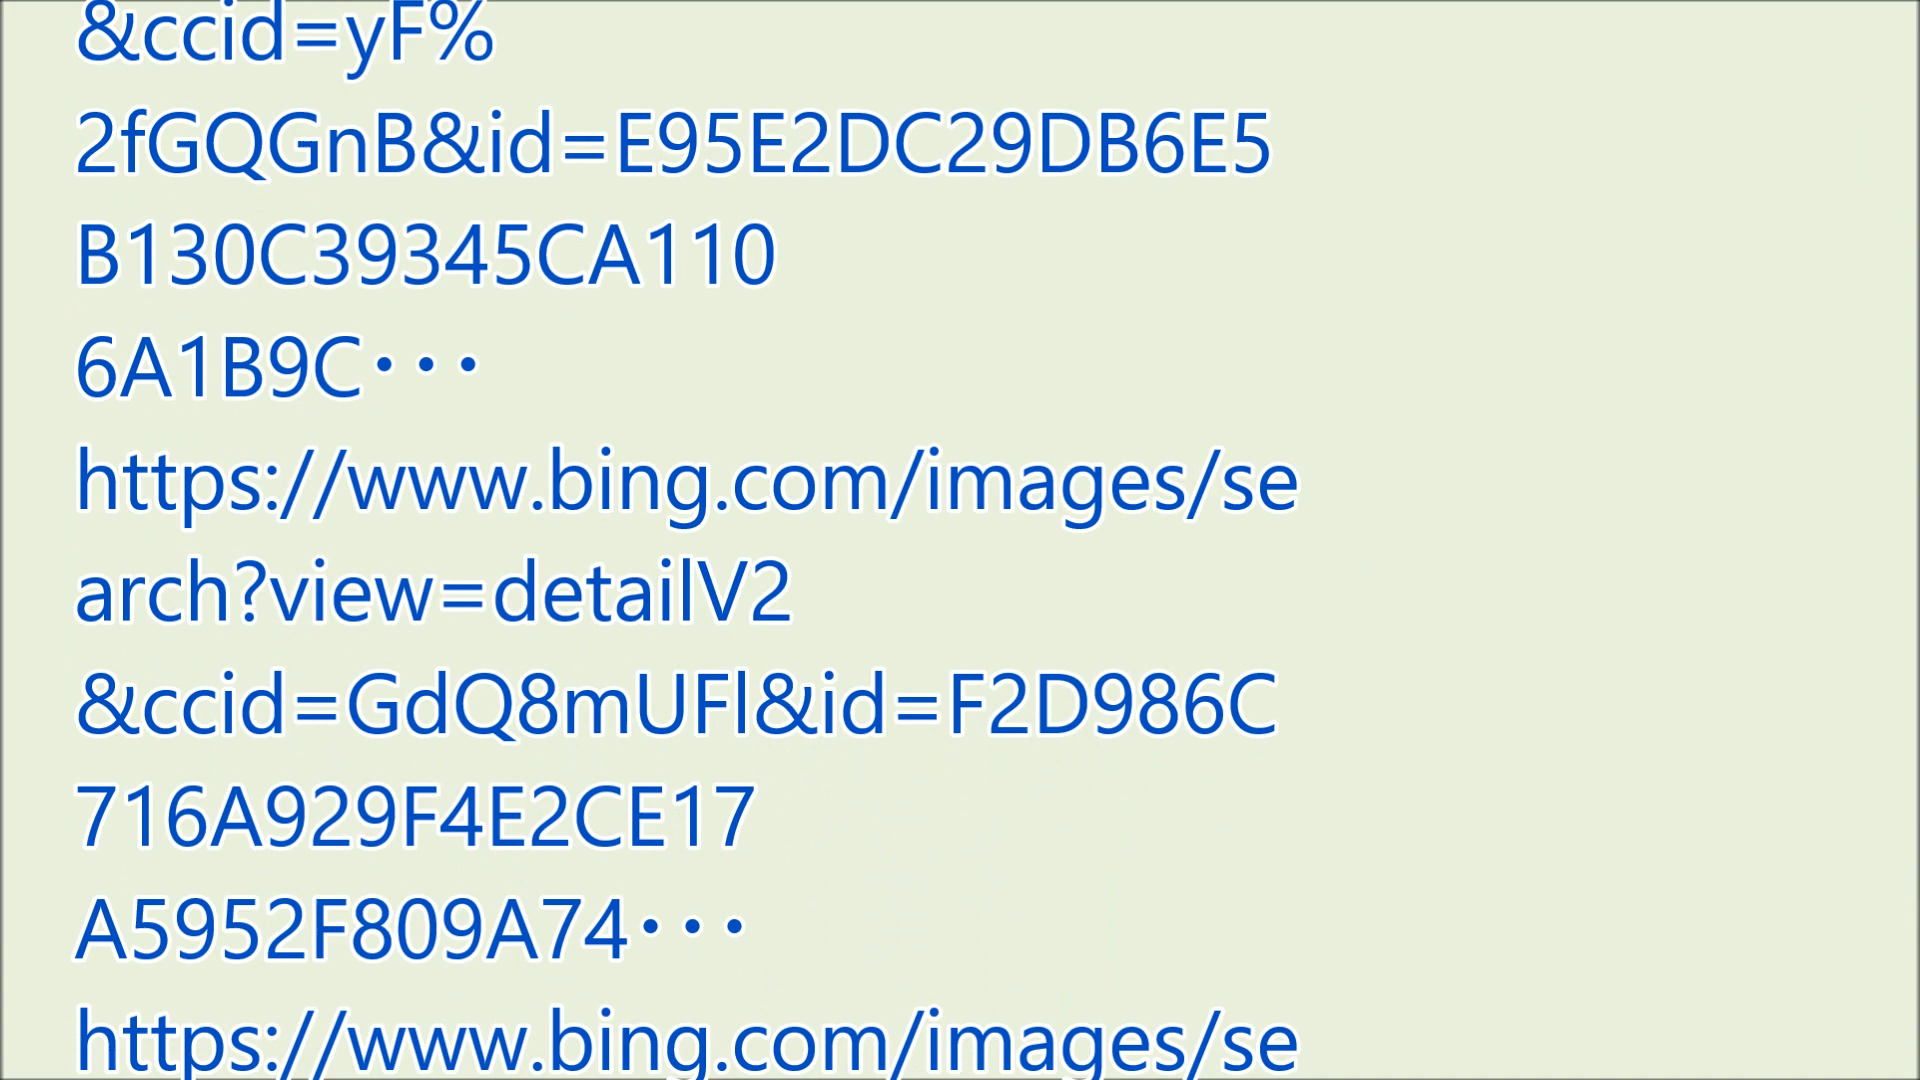 &ccid=yF%
2fGQGnB&id=E95E2DC29DB6E5
B130C39345CA110
6A1B9C・・・
https://www.bing.com/images/se
arch?view=detailV2
&ccid=GdQ8mUFl&id=F2D986C
716A929F4E2CE17
A5952F809A74・・・
https://www.bing.com/images/se